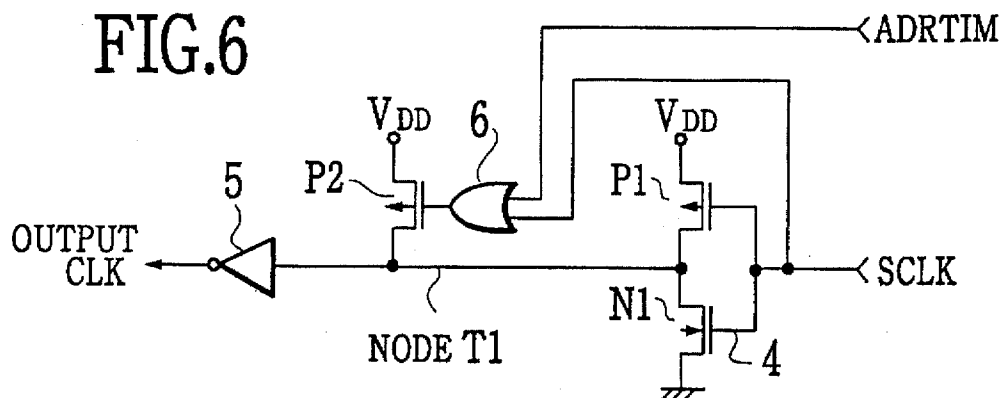 FIG.6
ADRTIM
VDD
6
VDD
P2
P1
5
OUTPUT
CLK
SCLK
N1
NODE T1
4